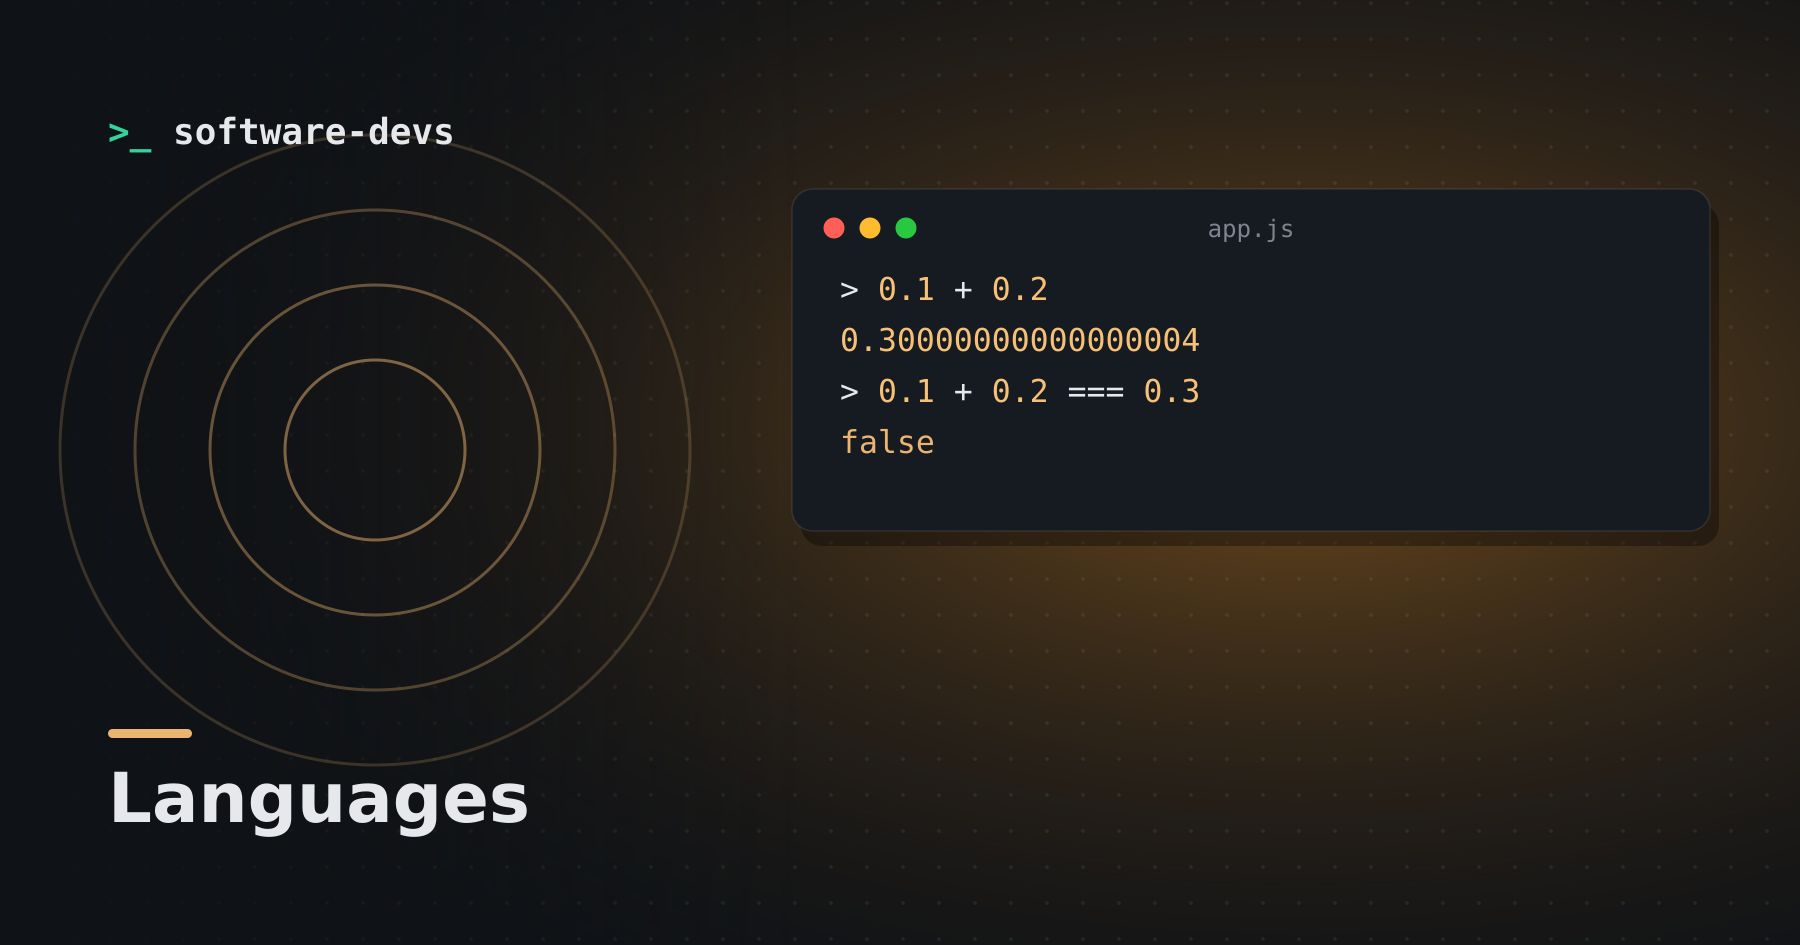 >_ software-devs
app.js
> 0.1 + 0.2
0.30000000000000004
> 0.1 + 0.2 === 0.3
false
Languages